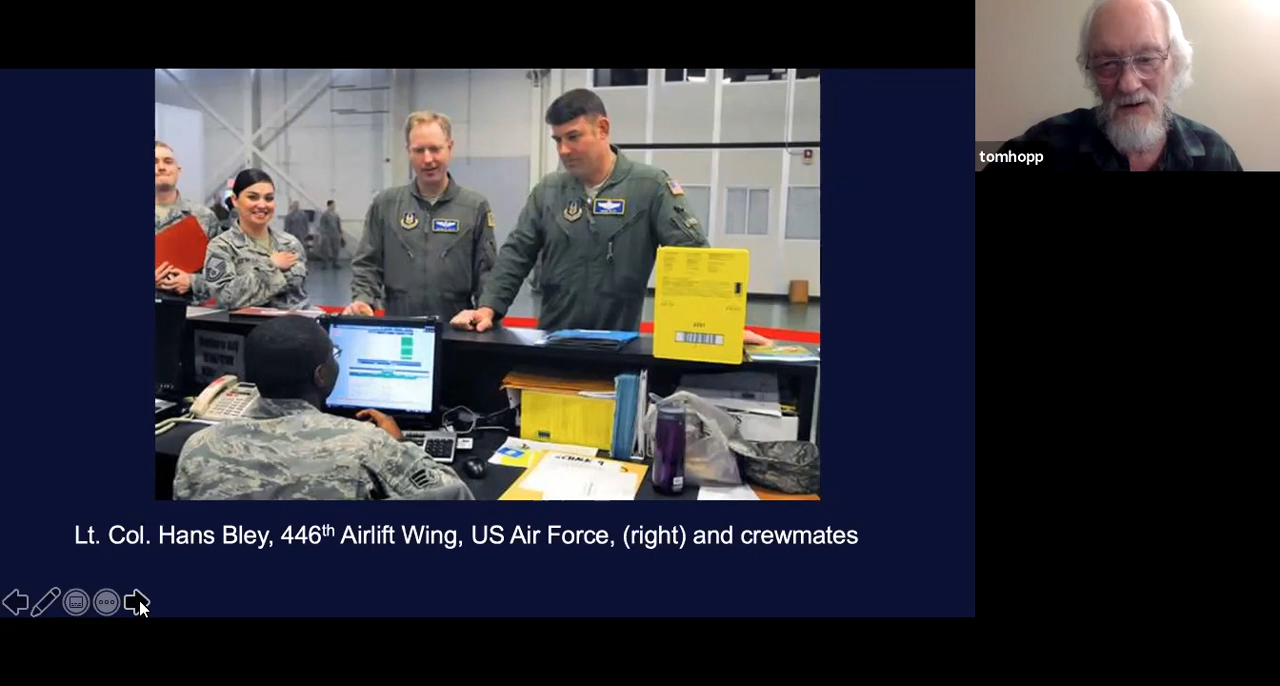 tomhopp
Lt. Col. Hans Bley, 446th Airlift Wing, US Air Force, (right) and crewmates